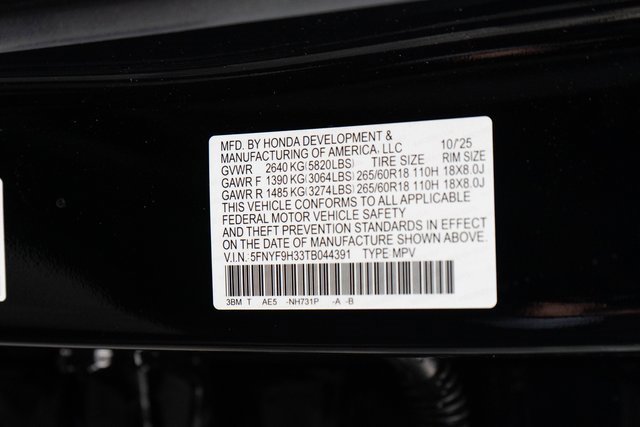 MFD. BY HONDA DEVELOPMENT &
MANUFACTURING OF AMERICA, LLC 10/25
GVWR 2640 KG(5820LBS) TIRE SIZE RIM SIZE
GAWR F 1390 KG(3064LBS) 265/60R18 110H 18X8.0J
GAWR R 1485 KG(3274LBS) 265/60R18 110H 18X8.0J
THIS VEHICLE CONFORMS TO ALL APPLICABLE
FEDERAL MOTOR VEHICLE SAFETY
AND THEFT PREVENTION STANDARDS IN EFFECT
ON THE DATE OF MANUFACTURE SHOWN ABOVE.
V.I.N.:5FNYF9H33TB044391 TYPE MPV
3BM T AE5 -NH731P -A -B